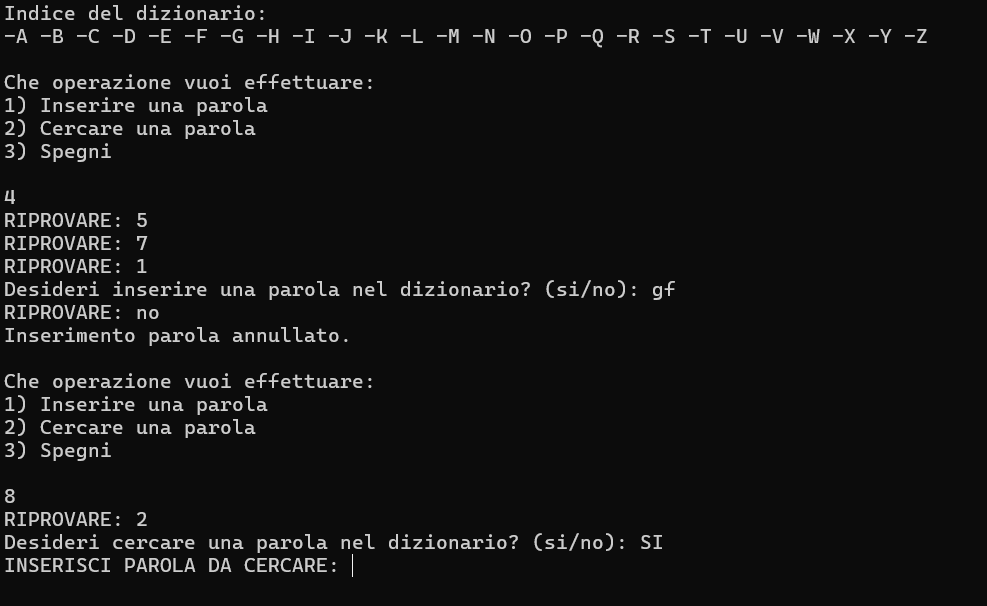 Indice del dizionario:
-A -B -C -D -E -F -G -H -I -J -K -L -M -N -O -P -Q -R -S -T -U -V -W -X -Y -Z
Che operazione vuoi effettuare:
1) Inserire una parola
2) Cercare una parola
3) Spegni
4
RIPROVARE: 5
RIPROVARE: 7
RIPROVARE: 1
Desideri inserire una parola nel dizionario? (si/no): gf
RIPROVARE: no
Inserimento parola annullato.
Che operazione vuoi effettuare:
1) Inserire una parola
2) Cercare una parola
3) Spegni
8
RIPROVARE: 2
Desideri cercare una parola nel dizionario? (si/no): SI
INSERISCI PAROLA DA CERCARE: